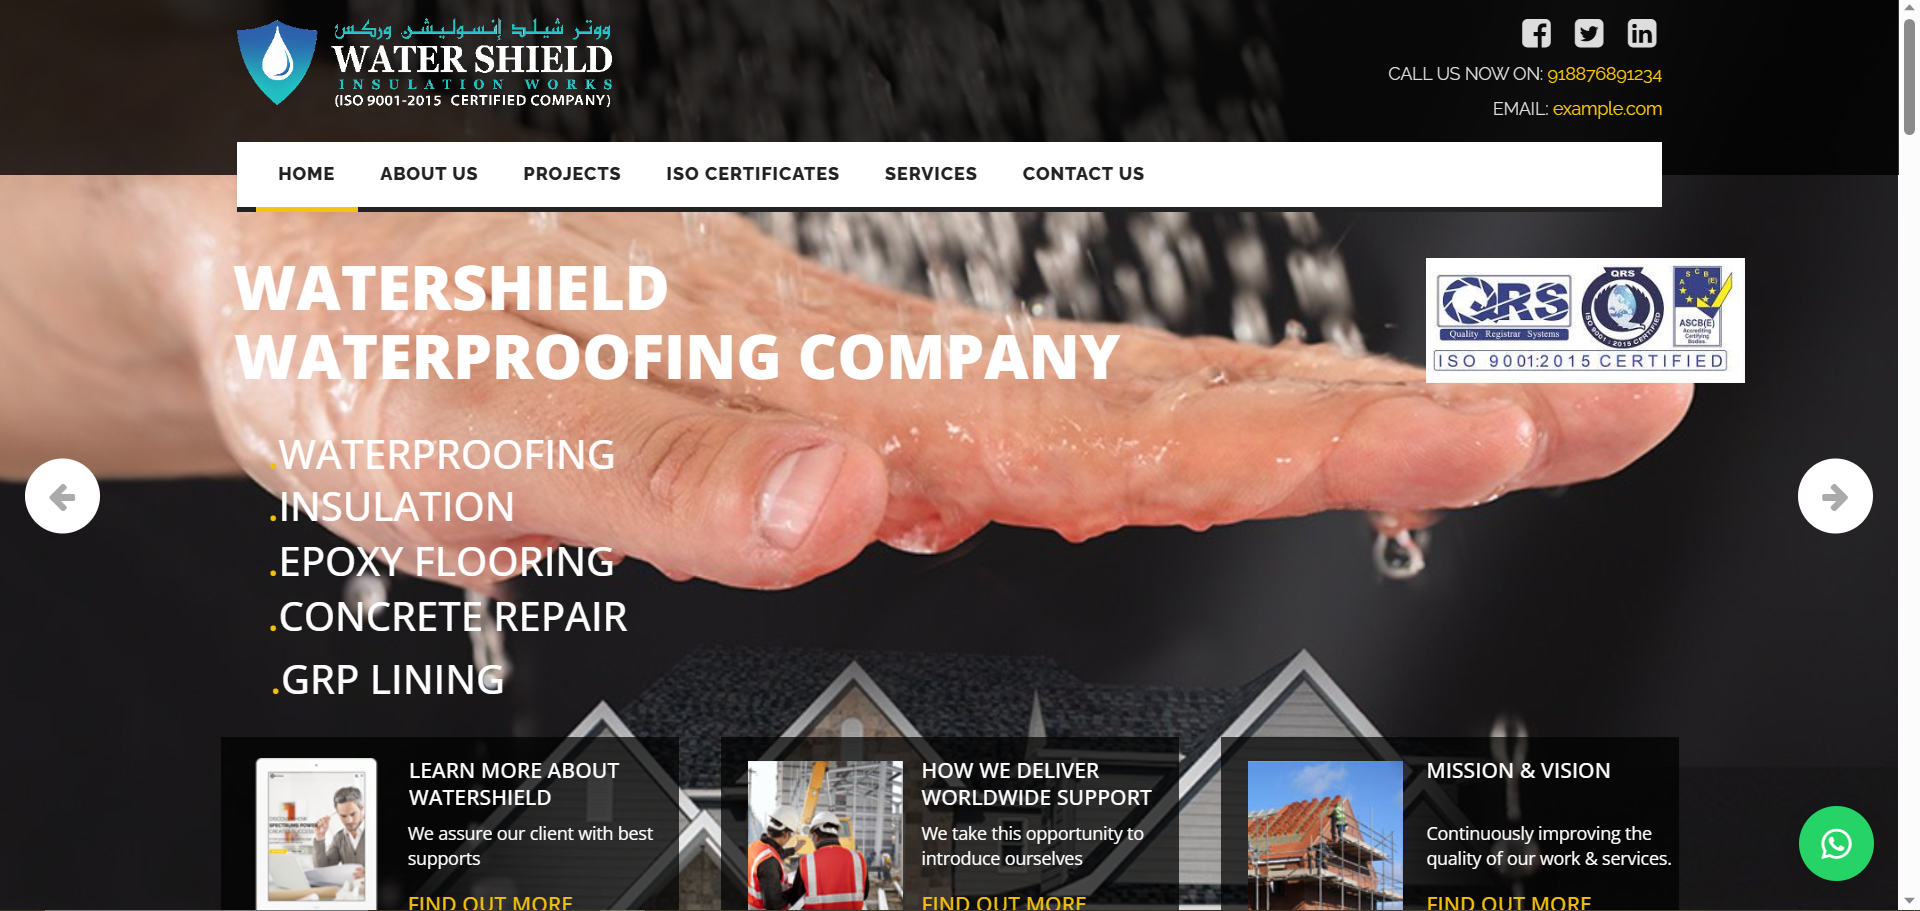 ووتر شيلد إنسوليشن وركس
WATER SHIELD
INSULATION WORKS
(ISO 9001-2015 CERTIFIED COMPANY)
CALL US NOW ON: 918876891234
EMAIL: example.com
HOME
ABOUT US
PROJECTS
ISO CERTIFICATES
SERVICES
CONTACT US
WATERSHIELD
WATERPROOFING COMPANY
QRS
Quality Registrar Systems
QRS
ISO 9001 : 2015 CERTIFIED
A S C B (E)
ASCB(E)
Accrediting
Certifying
Bodies
ISO 9001:2015 CERTIFIED
.WATERPROOFING
.INSULATION
.EPOXY FLOORING
.CONCRETE REPAIR
.GRP LINING
LEARN MORE ABOUT
WATERSHIELD
We assure our client with best
supports
FIND OUT MORE
HOW WE DELIVER
WORLDWIDE SUPPORT
We take this opportunity to
introduce ourselves
FIND OUT MORE
MISSION & VISION
Continuously improving the
quality of our work & services.
FIND OUT MORE